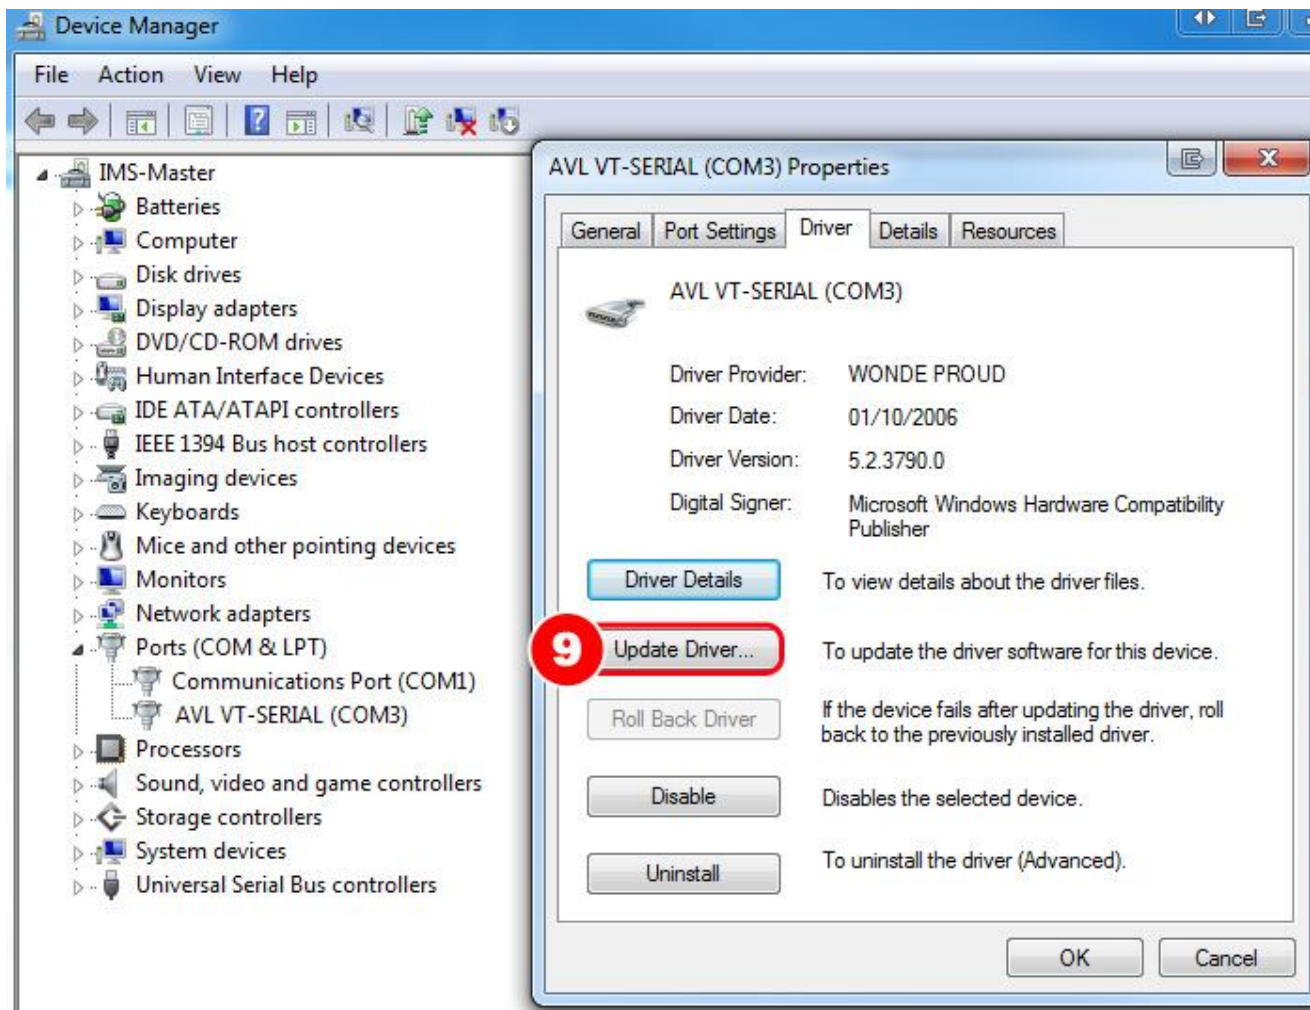 Device Manager
File Action View Help
IMS-Master
Batteries
Computer
Disk drives
Display adapters
DVD/CD-ROM drives
Human Interface Devices
IDE ATA/ATAPI controllers
IEEE 1394 Bus host controllers
Imaging devices
Keyboards
Mice and other pointing devices
Monitors
Network adapters
Ports (COM & LPT)
Communications Port (COM1)
AVL VT-SERIAL (COM3)
Processors
Sound, video and game controllers
Storage controllers
System devices
Universal Serial Bus controllers
AVL VT-SERIAL (COM3) Properties
General Port Settings Driver Details Resources
AVL VT-SERIAL (COM3)
Driver Provider: WONDE PROUD
Driver Date: 01/10/2006
Driver Version: 5.2.3790.0
Digital Signer: Microsoft Windows Hardware Compatibility
Publisher
Driver Details To view details about the driver files.
9 Update Driver... To update the driver software for this device.
Roll Back Driver If the device fails after updating the driver, roll
back to the previously installed driver.
Disable Disables the selected device.
Uninstall To uninstall the driver (Advanced).
OK Cancel